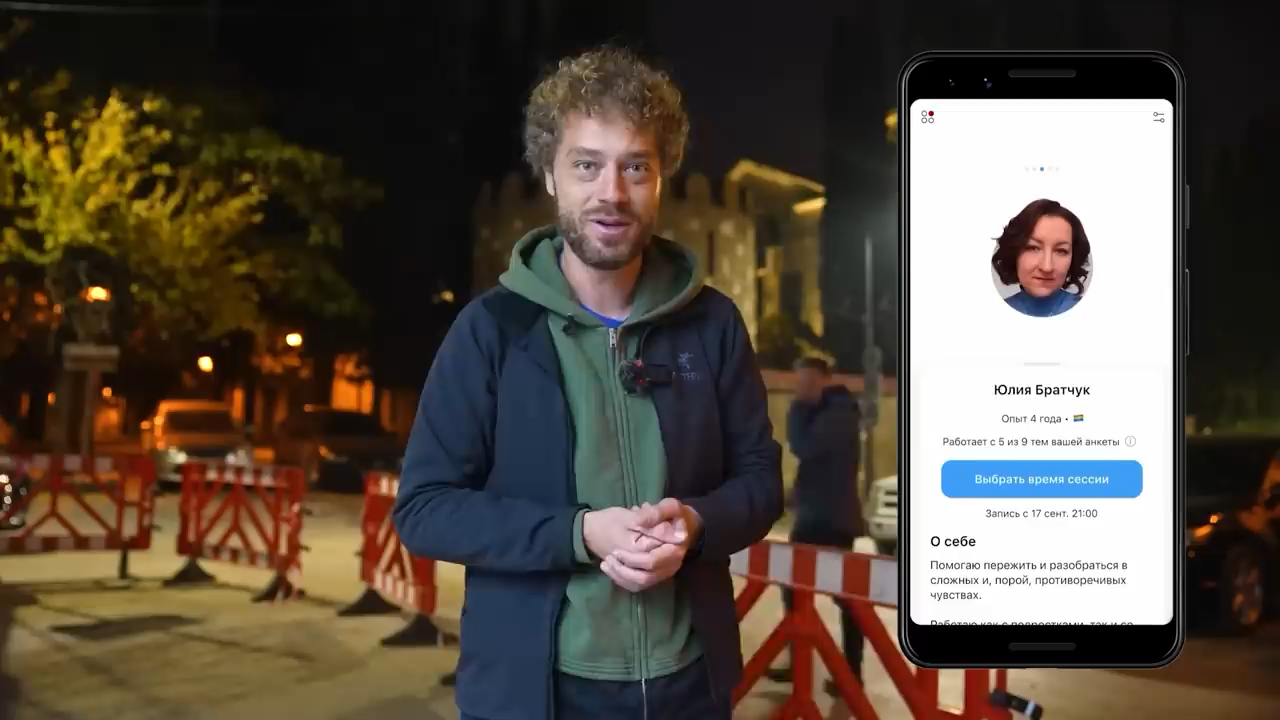 Юлия Братчук
Опыт 4 года •
Работает с 5 из 9 тем вашей анкеты
Выбрать время сессии
Запись с 17 сент. 21:00
О себе
Помогаю пережить и разобраться в
сложных и, порой, противоречивых
чувствах.